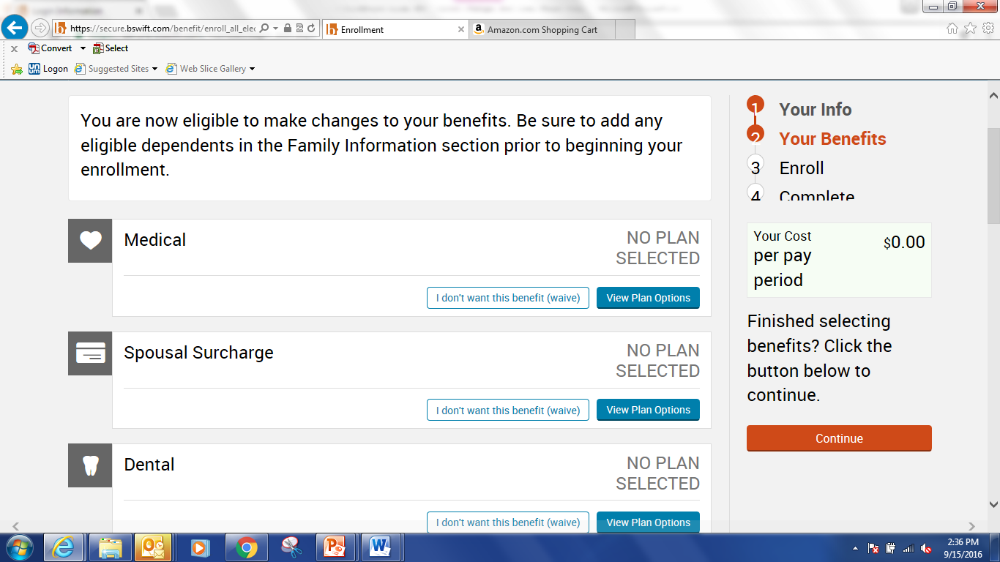 https://secure.bswift.com/benefit/enroll_all_elec
Enrollment
Amazon.com Shopping Cart
Convert
Select
Logon
Suggested Sites
Web Slice Gallery
You are now eligible to make changes to your benefits. Be sure to add any
eligible dependents in the Family Information section prior to beginning your
enrollment.
1 Your Info
2 Your Benefits
3 Enroll
4 Complete
Medical
NO PLAN
SELECTED
I don't want this benefit (waive)
View Plan Options
Spousal Surcharge
NO PLAN
SELECTED
I don't want this benefit (waive)
View Plan Options
Dental
NO PLAN
SELECTED
I don't want this benefit (waive)
View Plan Options
Your Cost
per pay
period
$0.00
Finished selecting
benefits? Click the
button below to
continue.
Continue
2:36 PM
9/15/2016